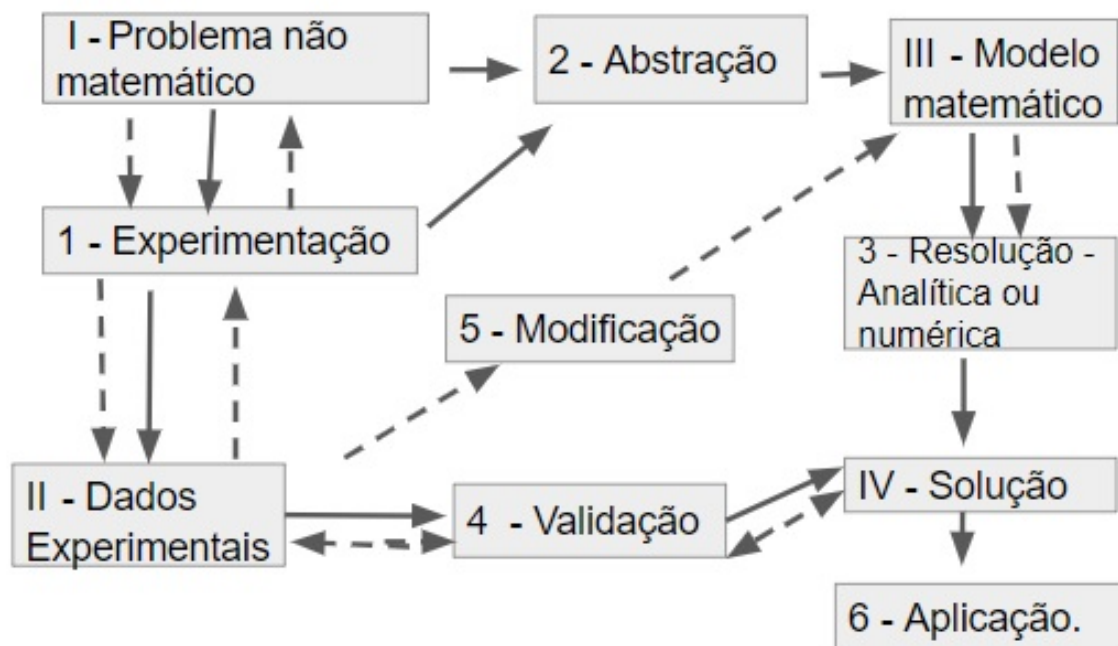 I - Problema não
matemático
2 - Abstração
III - Modelo
matemático
1 - Experimentação
3 - Resolução -
Analítica ou
numérica
5 - Modificação
II - Dados
Experimentais
4 - Validação
IV - Solução
6 - Aplicação.